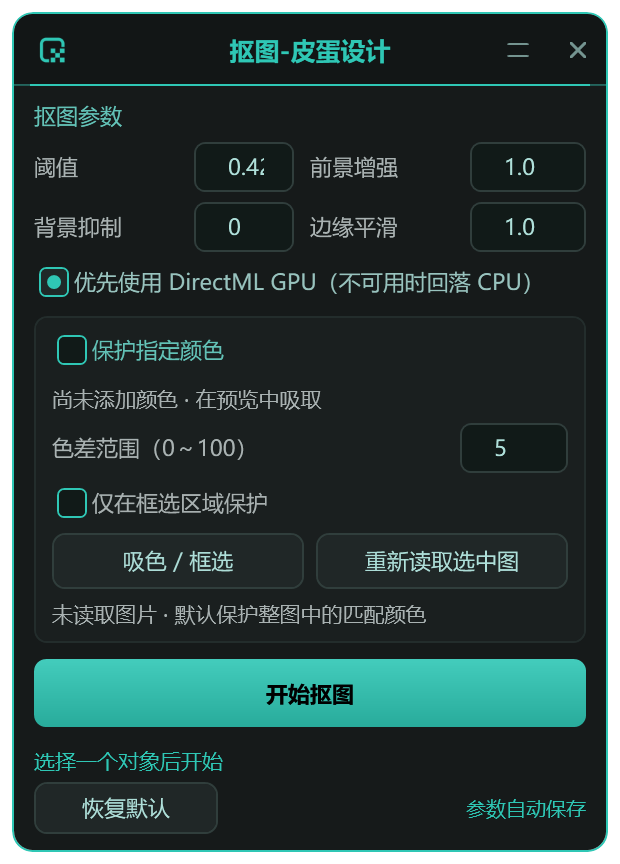 抠图-皮蛋设计
抠图参数
阈值 0.42 前景增强 1.0
背景抑制 0 边缘平滑 1.0
优先使用 DirectML GPU（不可用时回落 CPU）
保护指定颜色
尚未添加颜色 · 在预览中吸取
色差范围（0～100） 5
仅在框选区域保护
吸色 / 框选 重新读取选中图
未读取图片 · 默认保护整图中的匹配颜色
开始抠图
选择一个对象后开始
恢复默认 参数自动保存